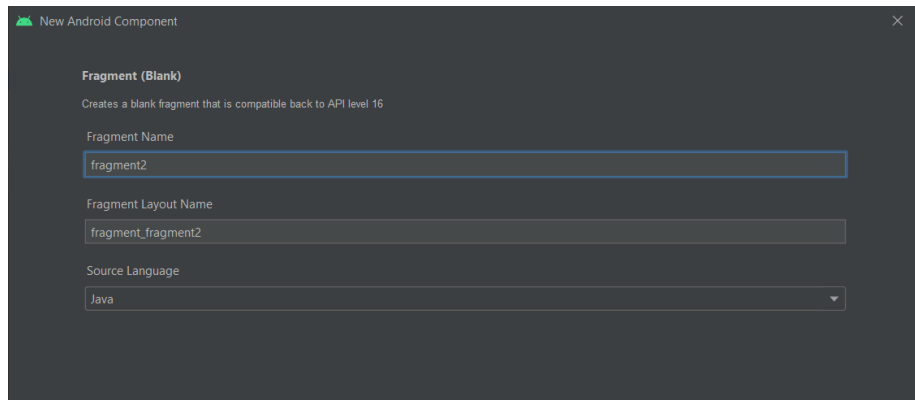 New Android Component
Fragment (Blank)
Creates a blank fragment that is compatible back to API level 16
Fragment Name
fragment2
Fragment Layout Name
fragment_fragment2
Source Language
Java